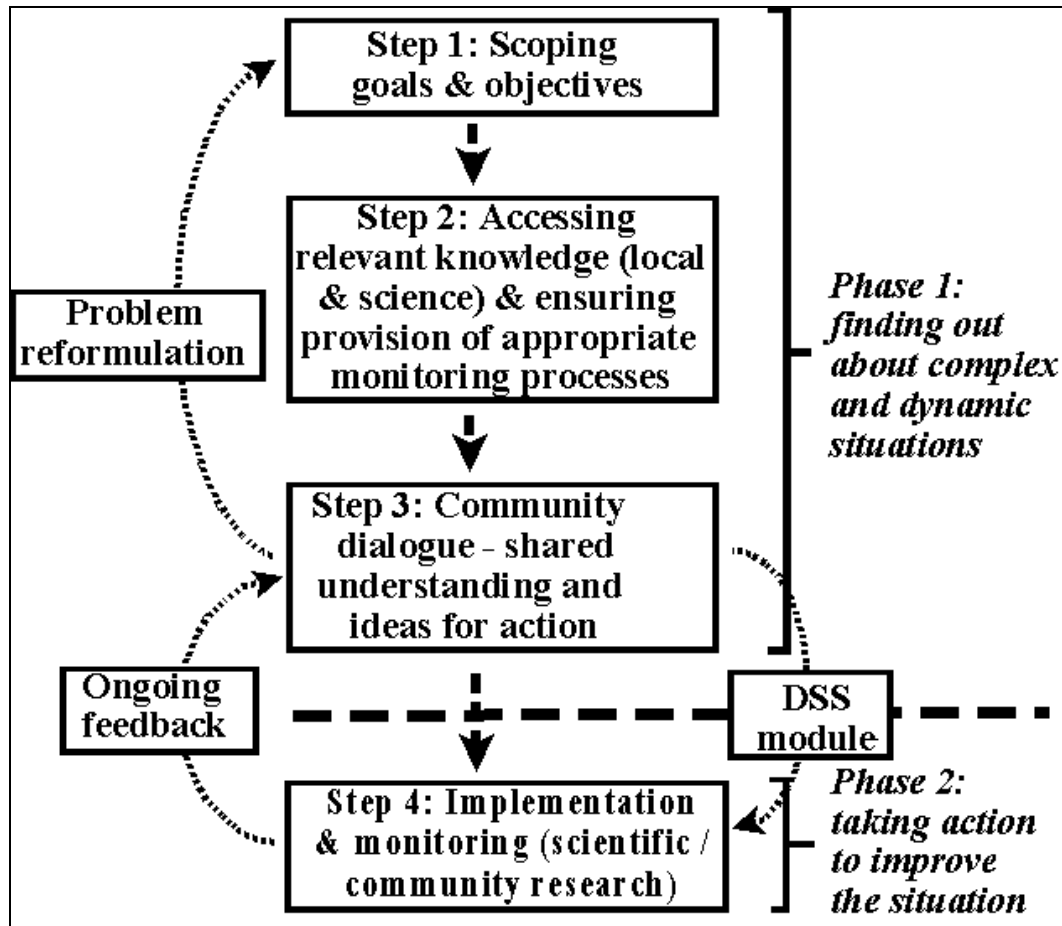 Step 1: Scoping
goals & objectives
Step 2: Accessing
relevant knowledge (local
& science) & ensuring
provision of appropriate
monitoring processes
Problem
reformulation
Phase 1:
finding out
about complex
and dynamic
situations
Step 3: Community
dialogue - shared
understanding and
ideas for action
Ongoing
feedback
DSS
module
Step 4: Implementation
& monitoring (scientific /
community research)
Phase 2:
taking action
to improve
the situation